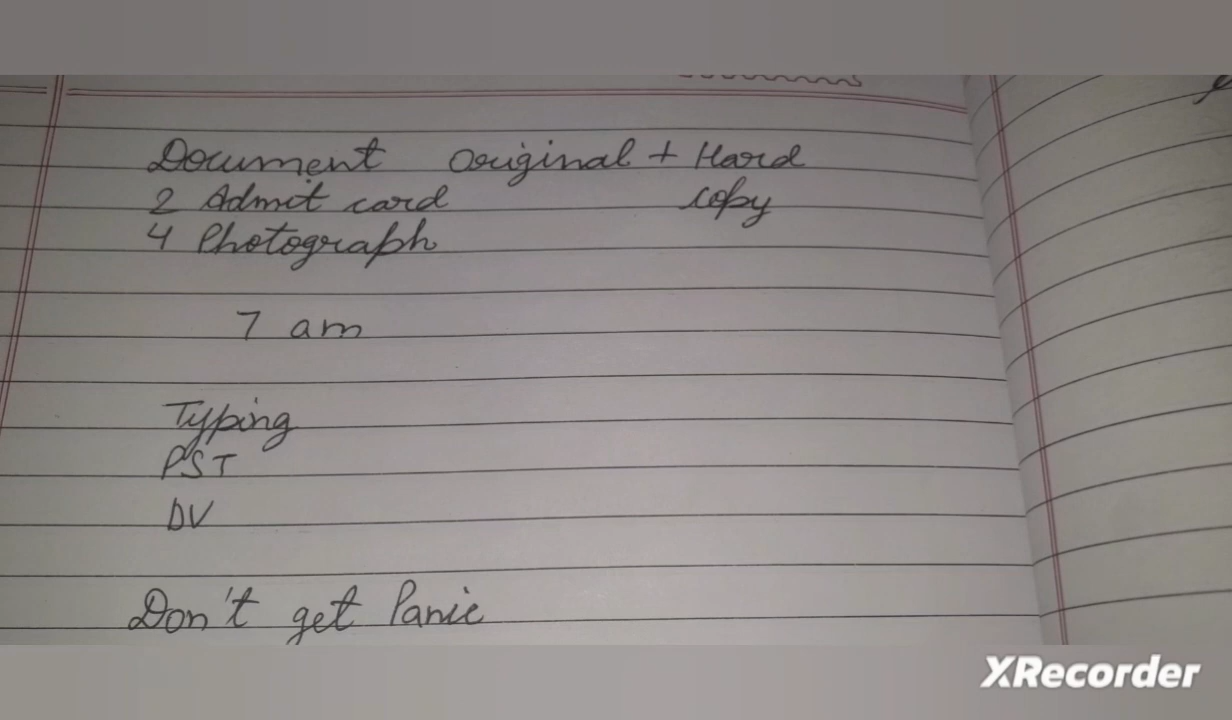 Document Original + Hard
2 Admit card copy
4 Photograph
7 am
Typing
PST
DV
Don't get Panic
XRecorder